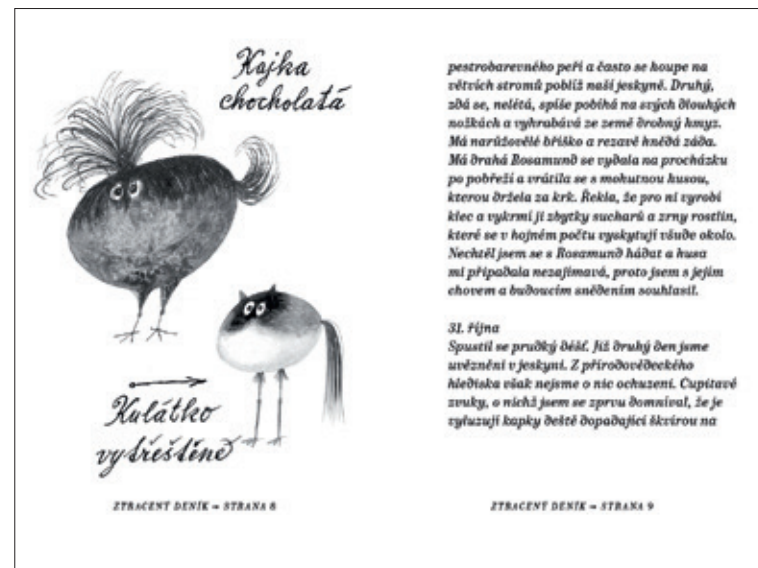 Kajka
chocholatá
Kulátko
vytřeštěné
ZTRACENÝ DENÍK – STRANA 8
pestrobarevného peří a často se houpe na
větvích stromů poblíž naší jeskyně. Druhý,
zdá se, nelétá, spíše pobíhá na svých dlouhých
nožkách a vyhrabává ze země drobný hmyz.
Má narůžovělé bříško a rezavě hnědá záda.
Má drahá Rosamund se vydala na procházku
po pobřeží a vrátila se s mohutnou husou,
kterou držela za krk. Řekla, že pro ni vyrobí
klec a vykrmí ji zbytky sucharů a zrny rostlin,
které se v hojném počtu vyskytují všude okolo.
Nechtěl jsem se s Rosamund hádat a husa
mi připadala nezajímavá, proto jsem s jejím
chovem a budoucím snědením souhlasil.
31. října
Spustil se prudký déšť. Již druhý den jsme
uvězněni v jeskyni. Z přírodovědeckého
hlediska však nejsme o nic ochuzeni. Cupitavé
zvuky, o nichž jsem se zprvu domníval, že je
vyluzují kapky deště dopadající škvírou na
ZTRACENÝ DENÍK – STRANA 9